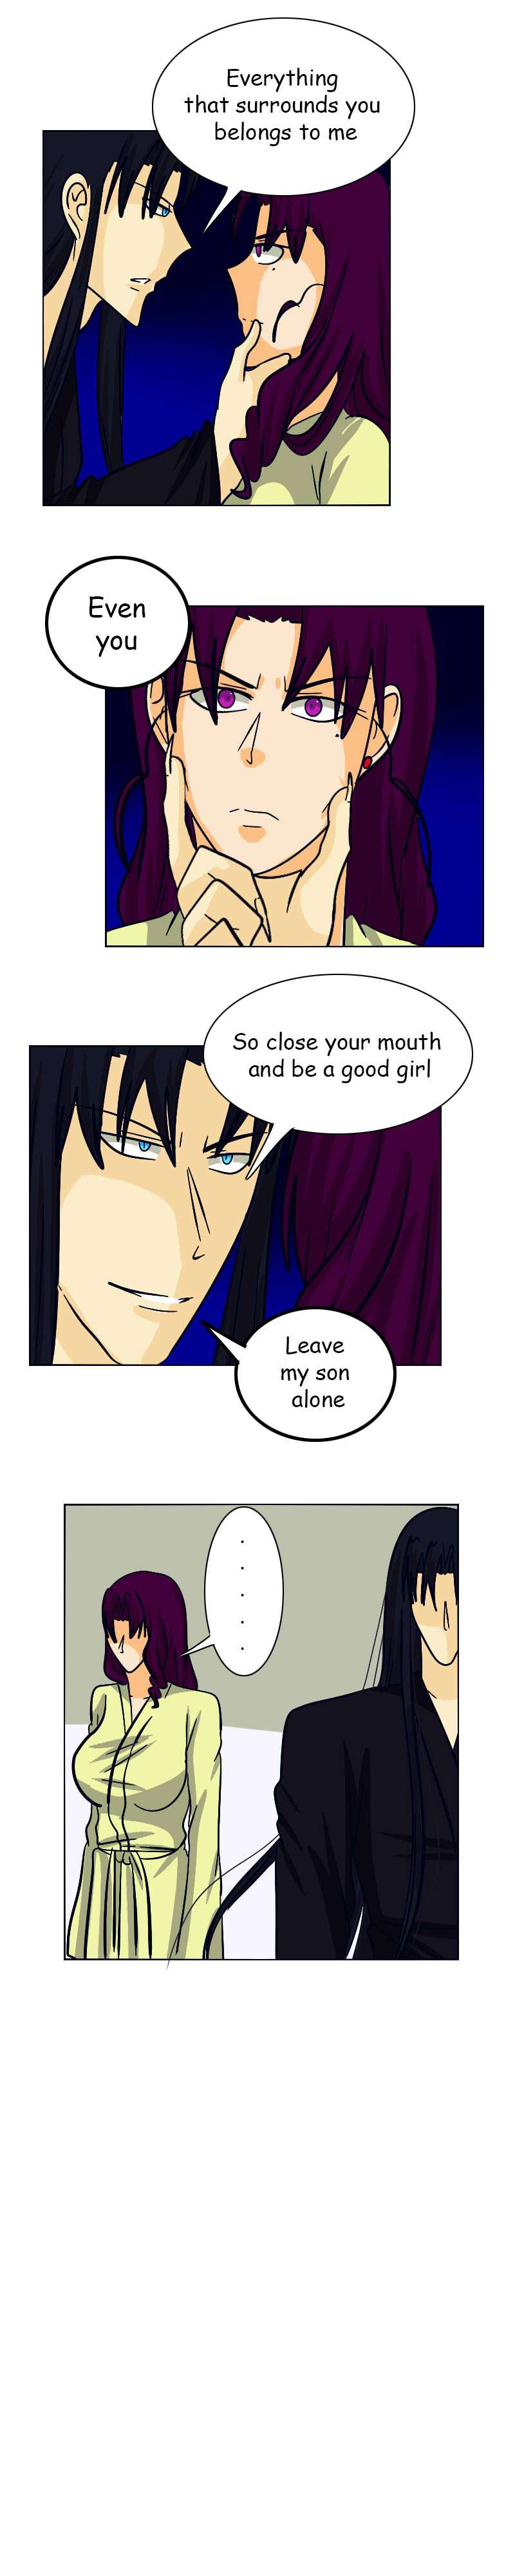 Everything
that surrounds you
belongs to me
Even
you
So close your mouth
and be a good girl
Leave
my son
alone
.
.
.
.
.